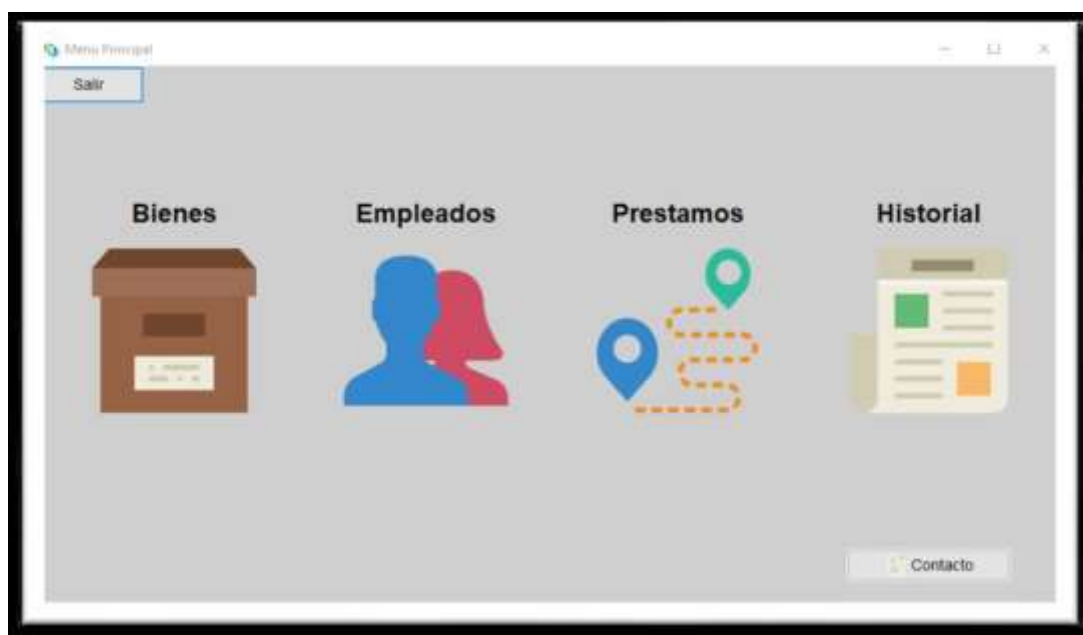 Menu Principal
Salir
Bienes Empleados Prestamos Historial
Contacto